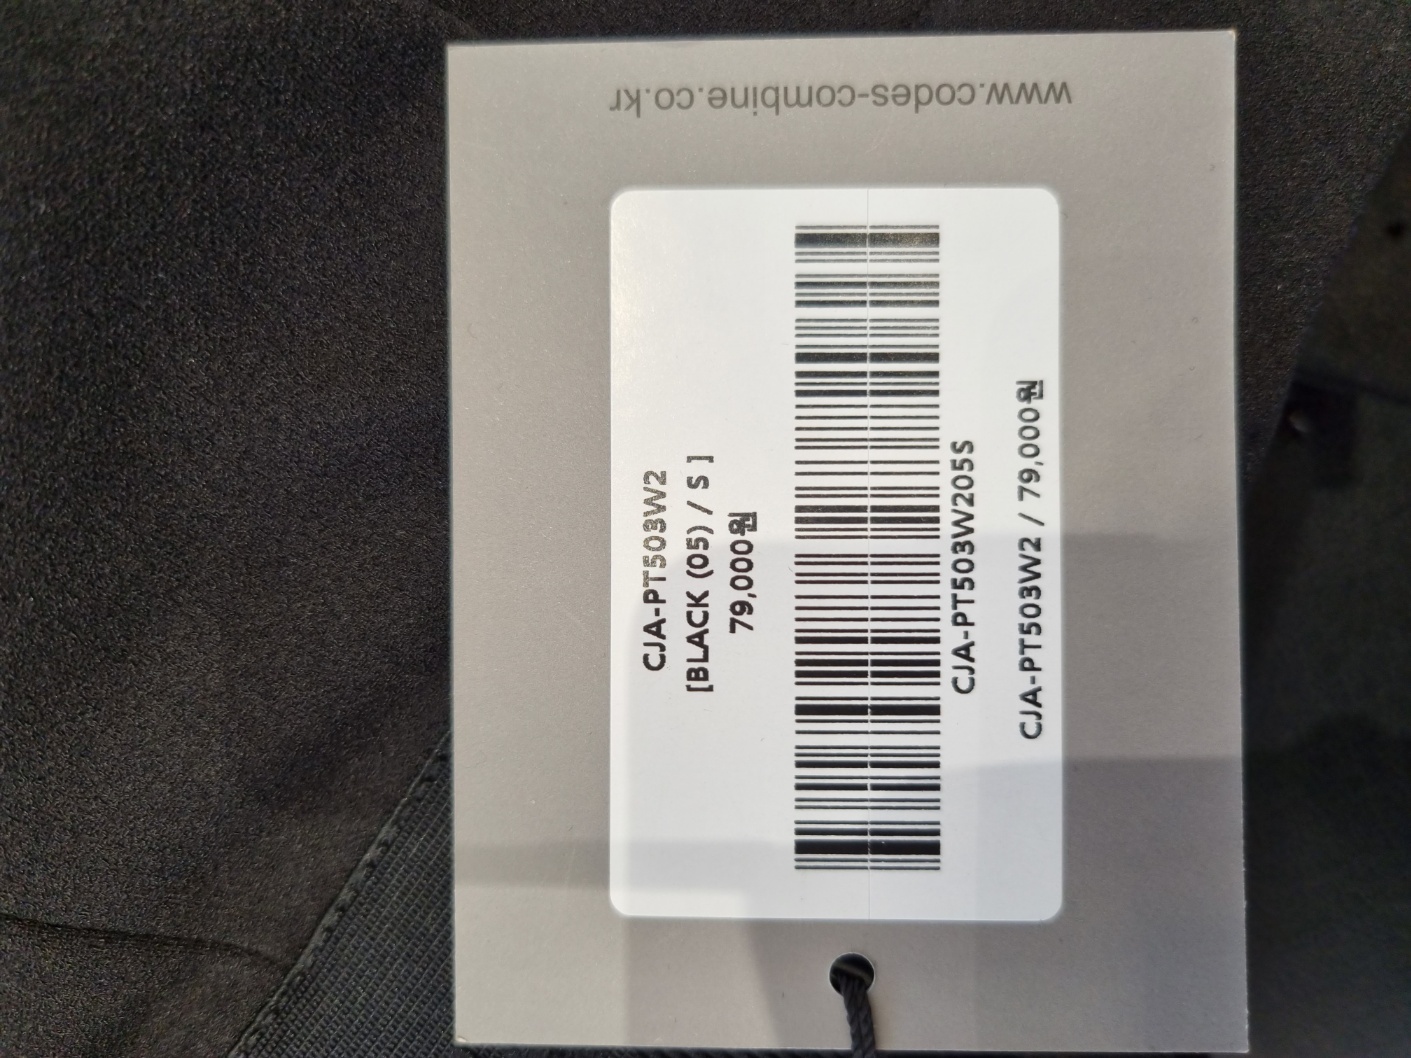 www.codes-combine.co.kr
CJA-PT503W2
[BLACK (05) / S ]
79,000원
CJA-PT503W205S
CJA-PT503W2 / 79,000원